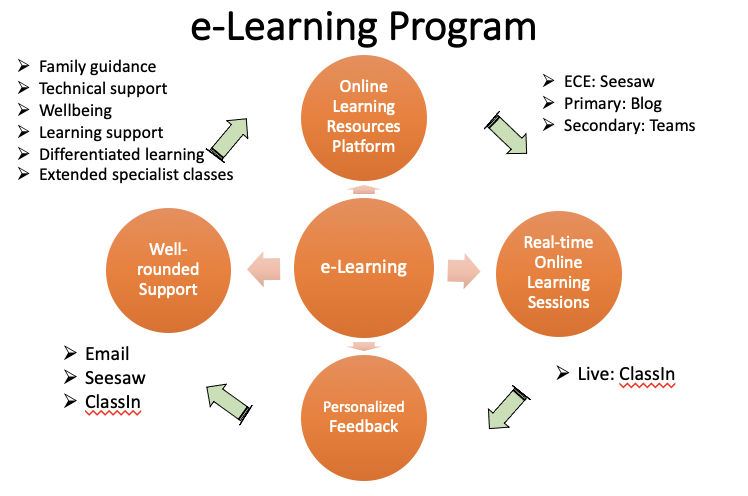 e-Learning Program
Family guidance
Technical support
Wellbeing
Learning support
Differentiated learning
Extended specialist classes
Online
Learning
Resources
Platform
ECE: Seesaw
Primary: Blog
Secondary: Teams
Well-
rounded
Support
e-Learning
Real-time
Online
Learning
Sessions
Email
Seesaw
ClassIn
Personalized
Feedback
Live: ClassIn